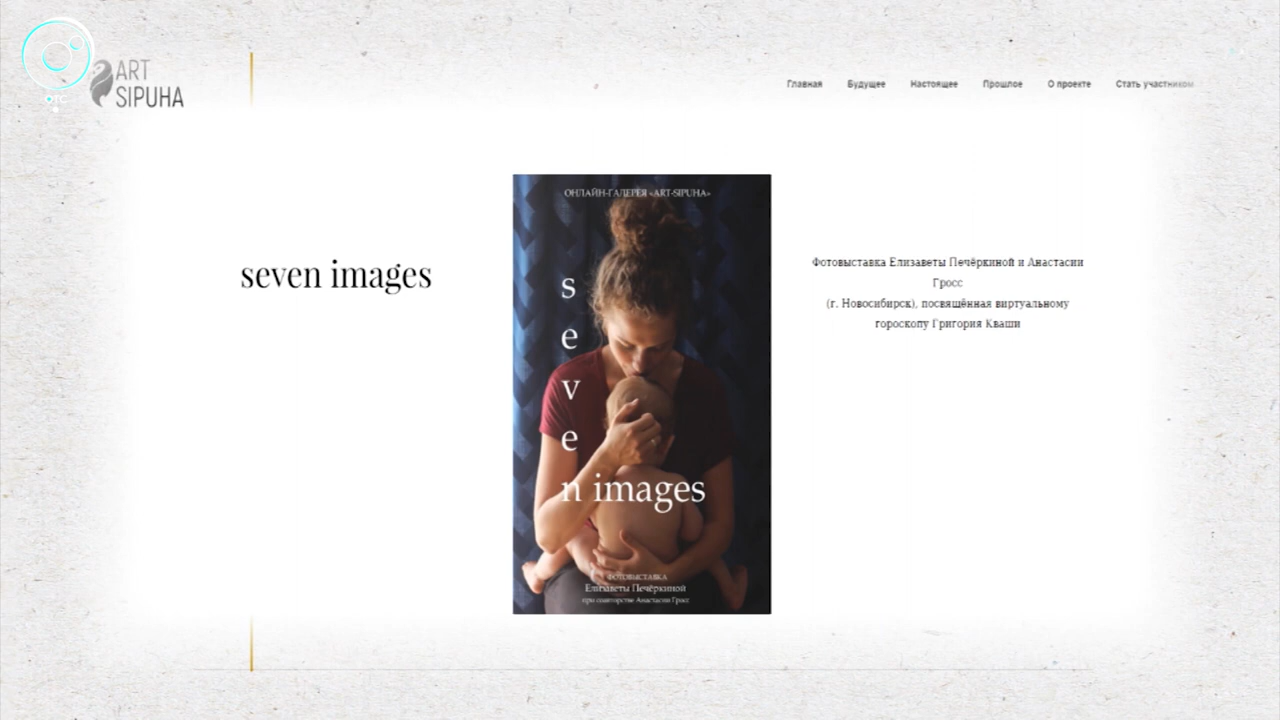 ART
SIPUHA
Главная Будущее Настоящее Прошлое О проекте Стать участником
seven images
ОНЛАЙН-ГАЛЕРЕЯ «ART-SIPUHA»
s
e
v
e
n images
ФОТОВЫСТАВКА
Елизаветы Печёркиной
при соавторстве Анастасии Гросс
Фотовыставка Елизаветы Печёркиной и Анастасии
Гросс
(г. Новосибирск), посвящённая виртуальному
гороскопу Григория Кваши